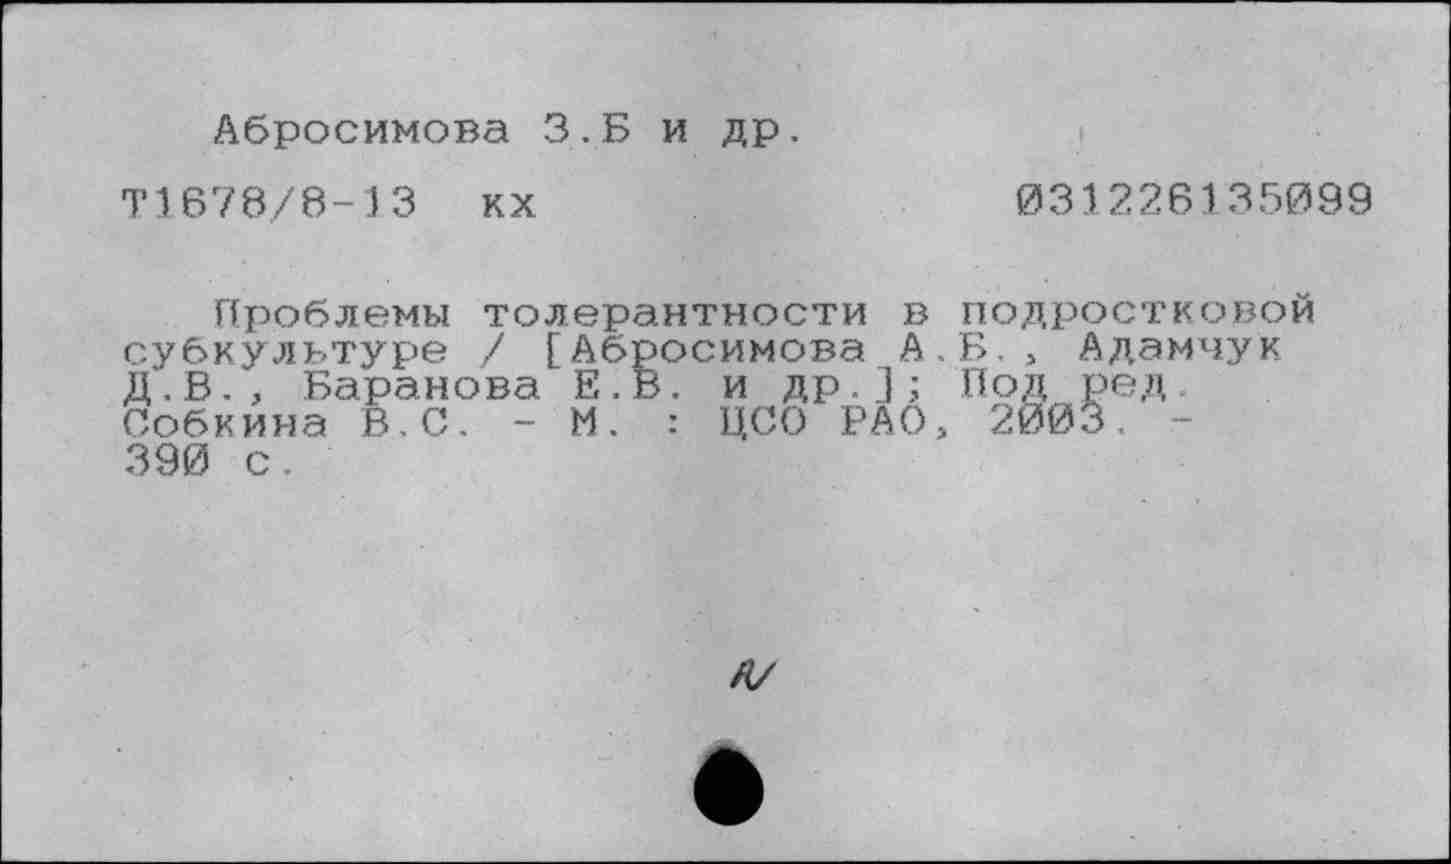 Абросимова З.Б и др.
Т1678/8-13 кх 031226135099
Проблемы толерантности в подростковой
субкультуре / [Абросимова А.Б., Адамчук
Д.В., Баранова Е.В. и др.]; Под ред.
Собкина В.С. - М. : ЦСО РАО, 2003. -
390 с.